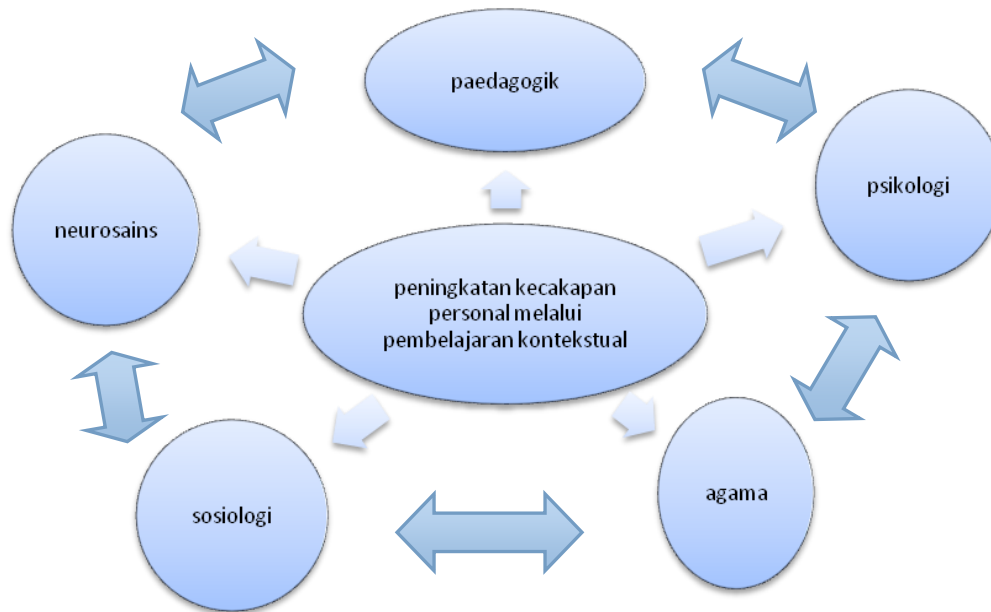 paedagogik
psikologi
neurosains
peningkatan kecakapan
personal melalui
pembelajaran kontekstual
agama
sosiologi